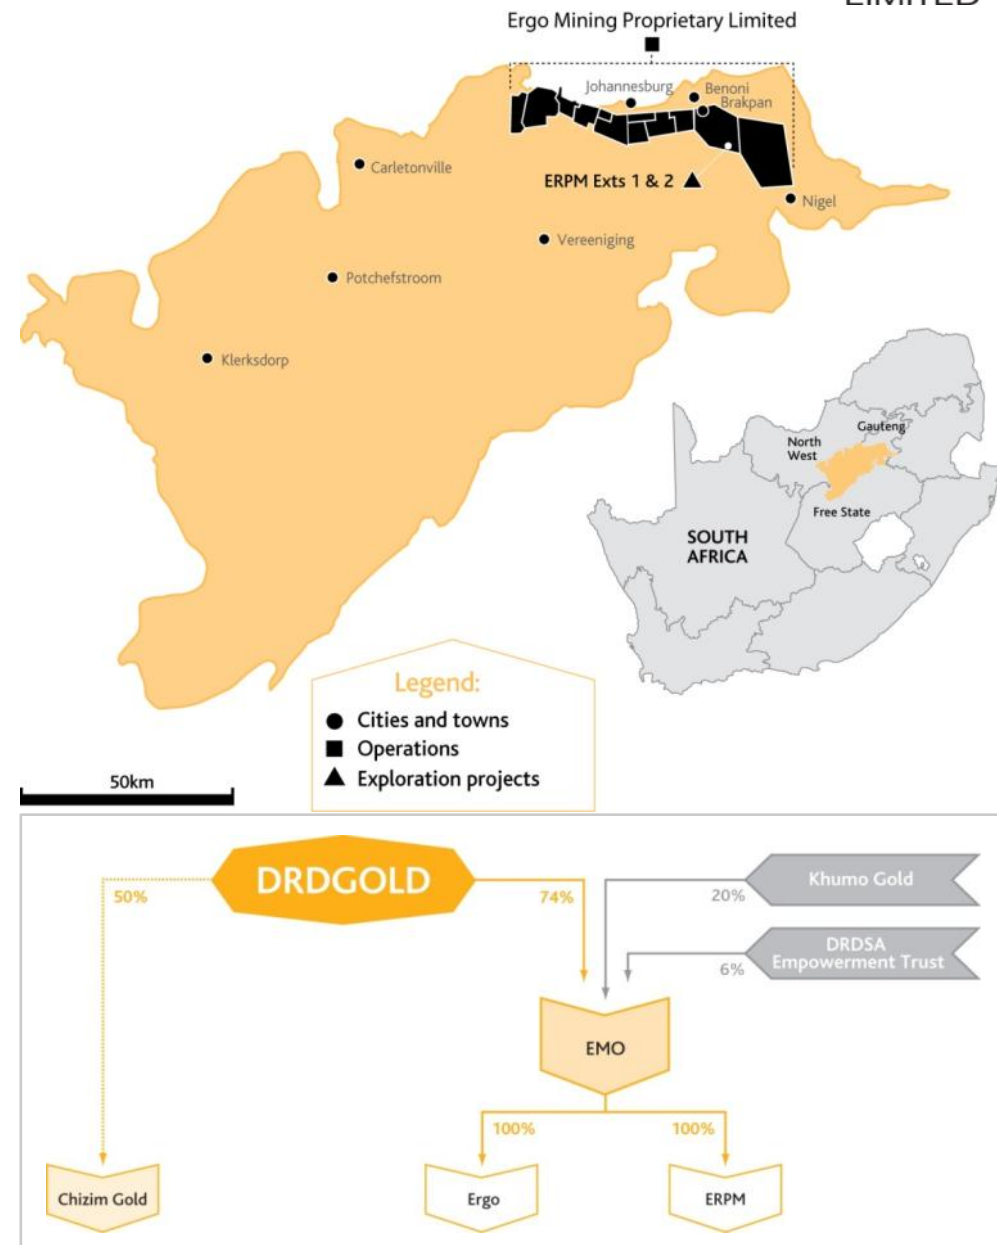 LIMITED
Ergo Mining Proprietary Limited
Johannesburg
Benoni
Brakpan
Carletonville
ERPM Exts 1 & 2
Nigel
Vereeniging
Potchefstroom
Klerksdorp
Gauteng
North
West
Free State
SOUTH
AFRICA
Legend:
Cities and towns
Operations
Exploration projects
50km
DRDGOLD
Khumo Gold
50%
74%
20%
DRDSA
Empowerment Trust
6%
EMO
100%
100%
Chizim Gold
Ergo
ERPM